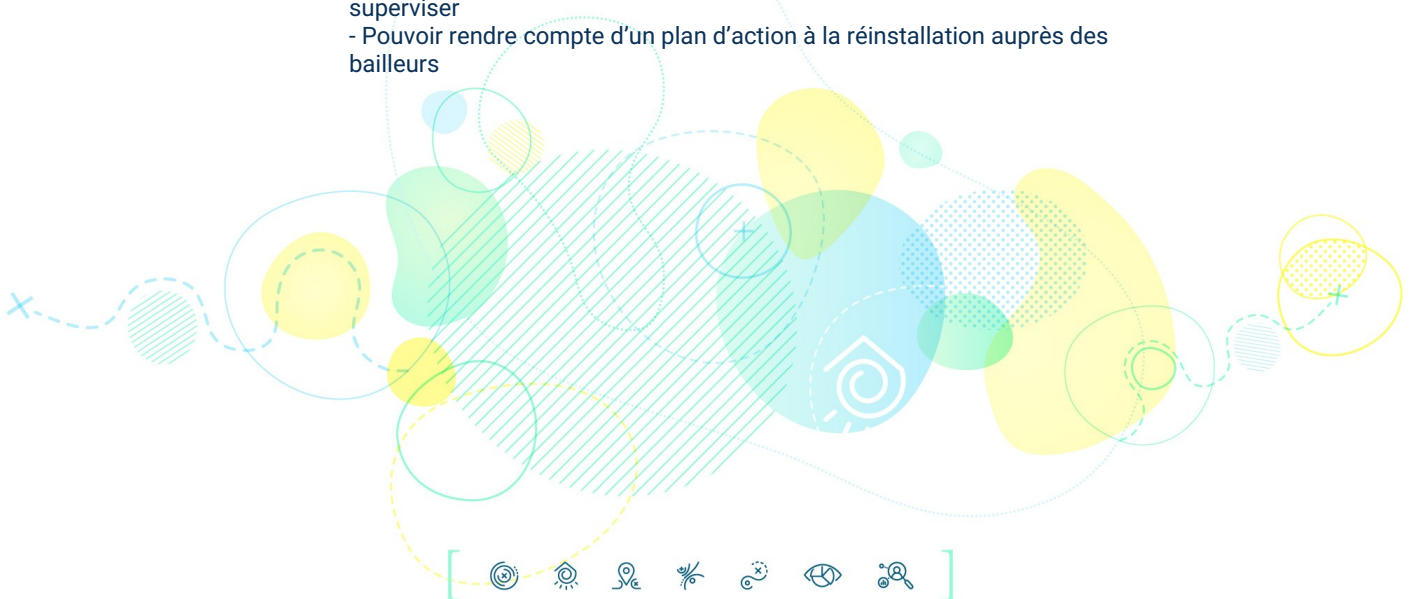 superviser
- Pouvoir rendre compte d’un plan d’action à la réinstallation auprès des
bailleurs